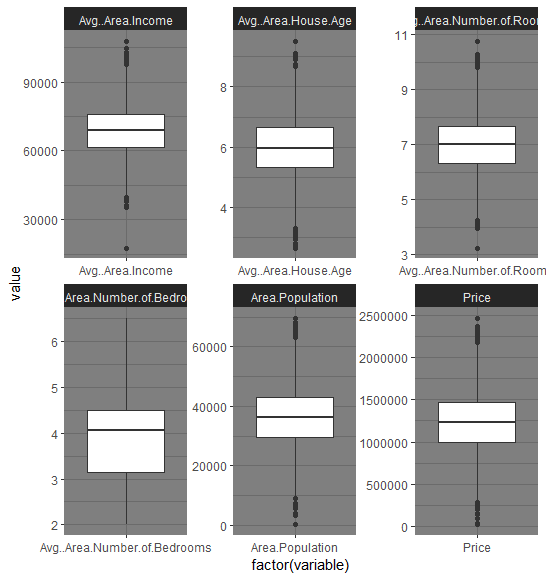 Avg..Area.Income
Avg..Area.House.Age
.Area.Number.of.Room
90000
60000
30000
Avg..Area.Income
8
6
4
Avg..Area.House.Age
11
9
7
5
3
Avg..Area.Number.of.Room
value
Area.Number.of.Bedro
Area.Population
Price
6
5
4
3
2
Avg..Area.Number.of.Bedrooms
60000
40000
20000
0
Area.Population
2500000
2000000
1500000
1000000
500000
0
Price
factor(variable)